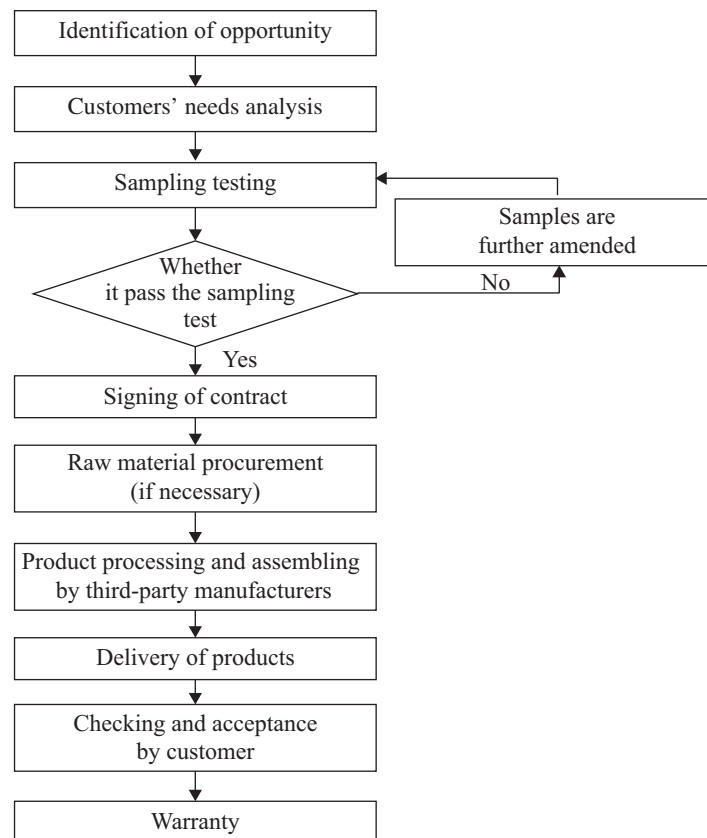 Identification of opportunity
Customers’ needs analysis
Sampling testing
Samples are
further amended
Whether
it pass the sampling
test
No
Yes
Signing of contract
Raw material procurement
(if necessary)
Product processing and assembling
by third-party manufacturers
Delivery of products
Checking and acceptance
by customer
Warranty